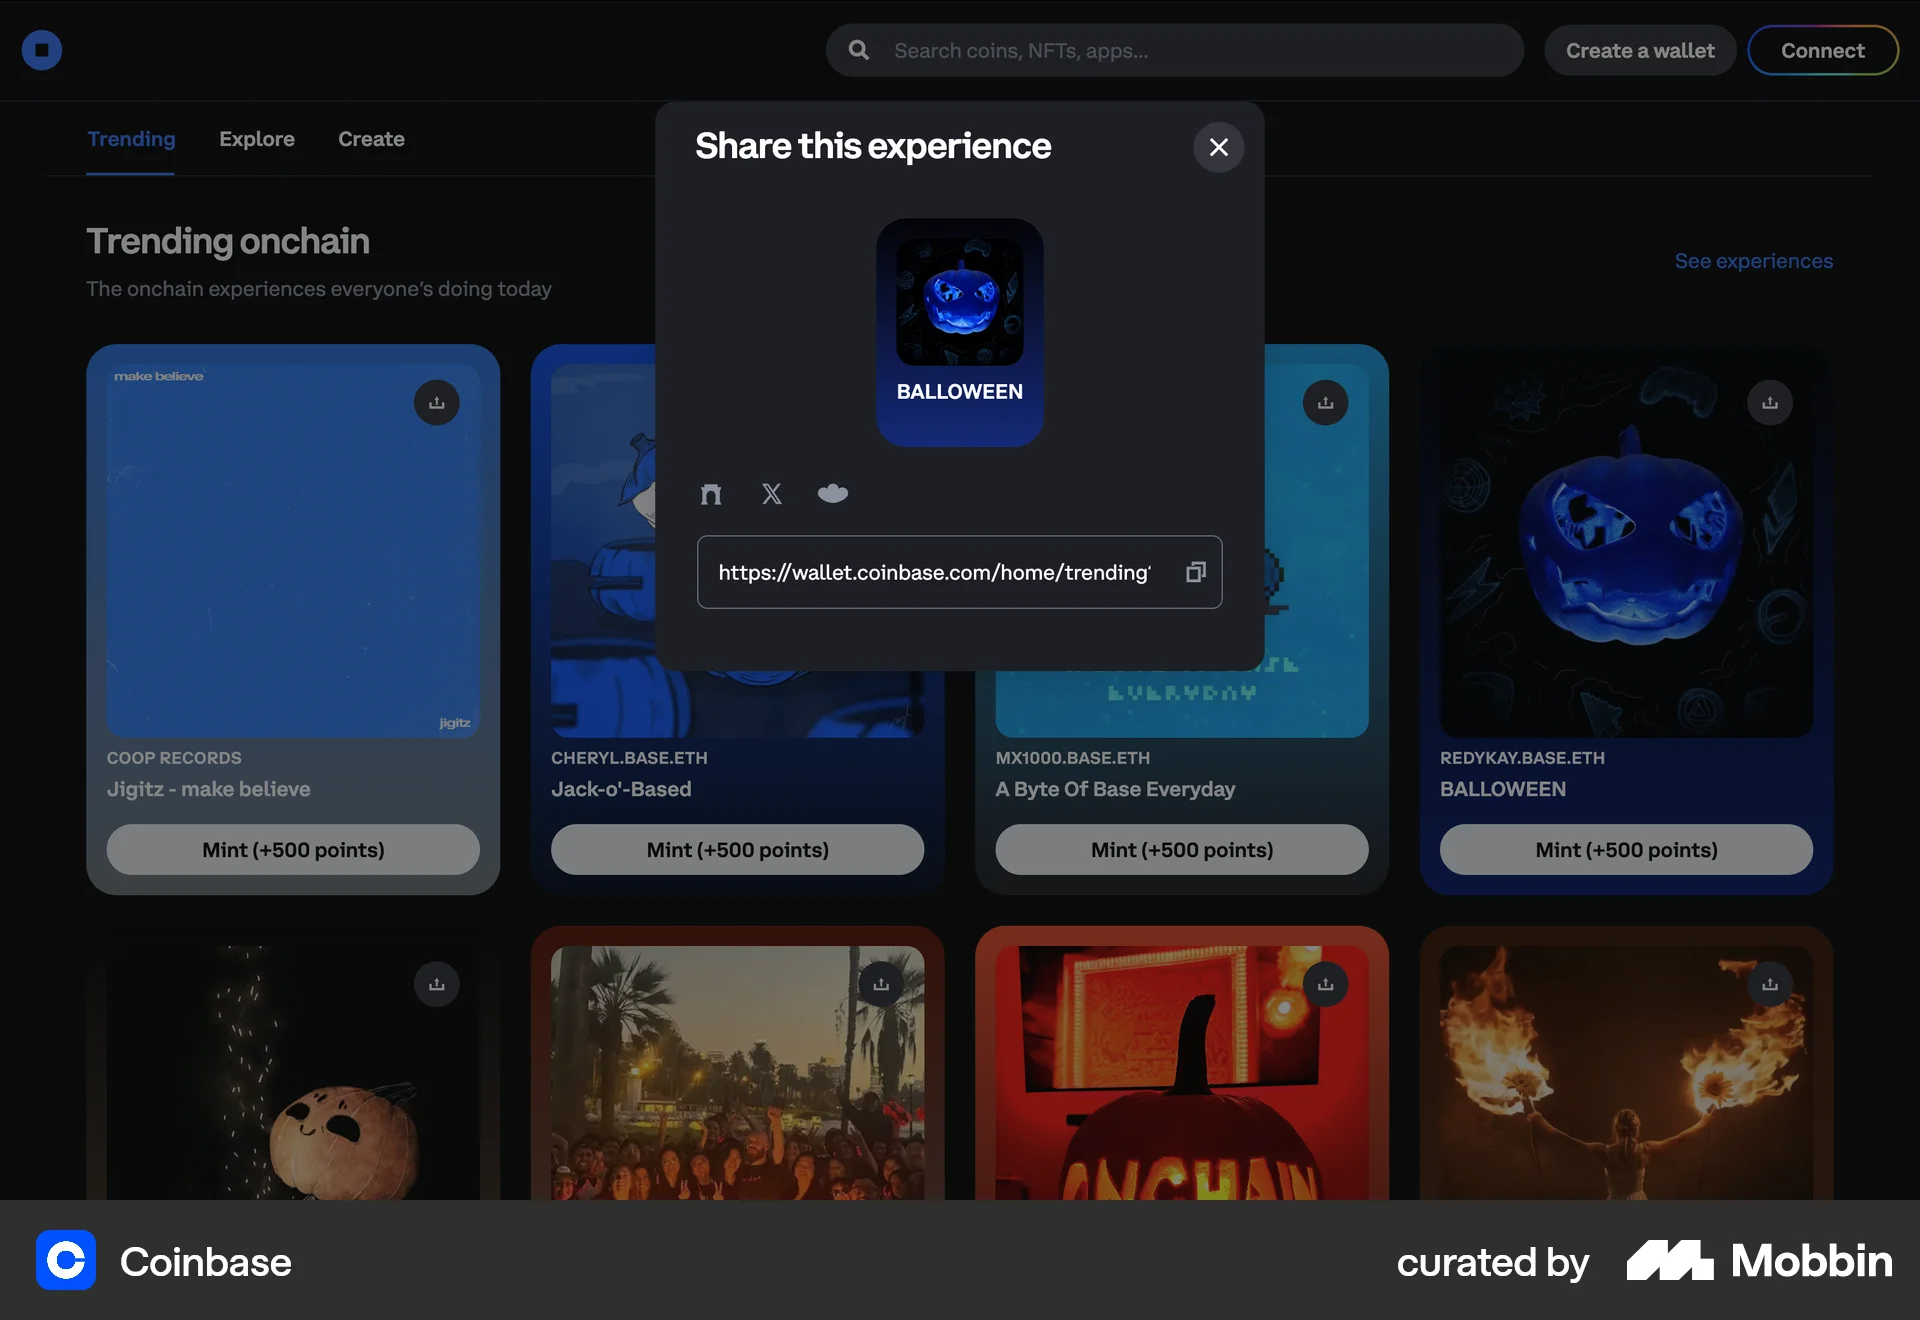 Search coins, NFTs, apps...
Create a wallet
Connect
Trending
Explore
Create
Share this experience
Trending onchain
The onchain experiences everyone’s doing today
See experiences
BALLOWEEN
https://wallet.coinbase.com/home/trending
make believe
jigitz
COOP RECORDS
Jigitz - make believe
Mint (+500 points)
CHERYL.BASE.ETH
Jack-o'-Based
Mint (+500 points)
EVERYDAY
MX1000.BASE.ETH
A Byte Of Base Everyday
Mint (+500 points)
REDYKAY.BASE.ETH
BALLOWEEN
Mint (+500 points)
ONCHAIN
Coinbase
curated by
Mobbin